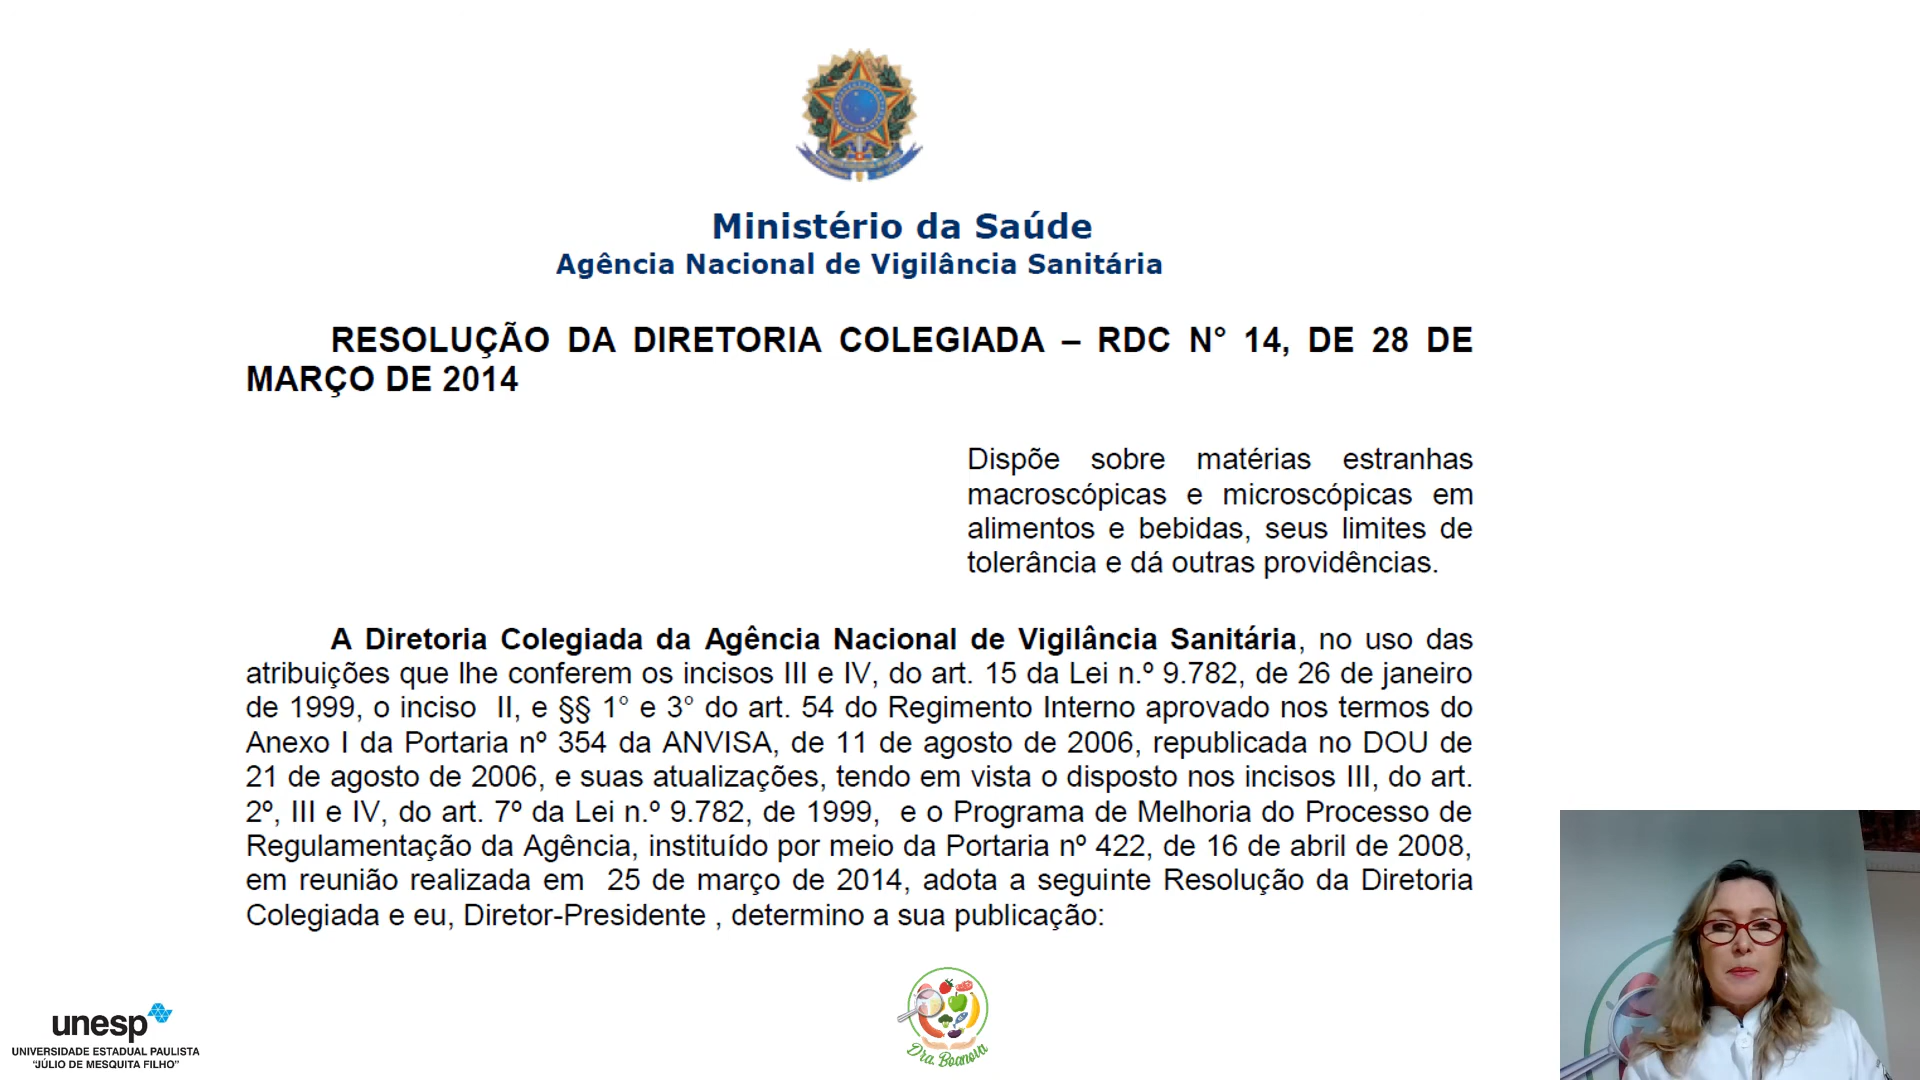 Ministério da Saúde
Agência Nacional de Vigilância Sanitária
RESOLUÇÃO DA DIRETORIA COLEGIADA – RDC N° 14, DE 28 DE
MARÇO DE 2014
Dispõe sobre matérias estranhas
macroscópicas e microscópicas em
alimentos e bebidas, seus limites de
tolerância e dá outras providências.
A Diretoria Colegiada da Agência Nacional de Vigilância Sanitária, no uso das
atribuições que lhe conferem os incisos III e IV, do art. 15 da Lei n.º 9.782, de 26 de janeiro
de 1999, o inciso II, e §§ 1° e 3° do art. 54 do Regimento Interno aprovado nos termos do
Anexo I da Portaria nº 354 da ANVISA, de 11 de agosto de 2006, republicada no DOU de
21 de agosto de 2006, e suas atualizações, tendo em vista o disposto nos incisos III, do art.
2º, III e IV, do art. 7º da Lei n.º 9.782, de 1999, e o Programa de Melhoria do Processo de
Regulamentação da Agência, instituído por meio da Portaria nº 422, de 16 de abril de 2008,
em reunião realizada em 25 de março de 2014, adota a seguinte Resolução da Diretoria
Colegiada e eu, Diretor-Presidente , determino a sua publicação:
unesp
UNIVERSIDADE ESTADUAL PAULISTA
“JÚLIO DE MESQUITA FILHO”
Dra. Boanova